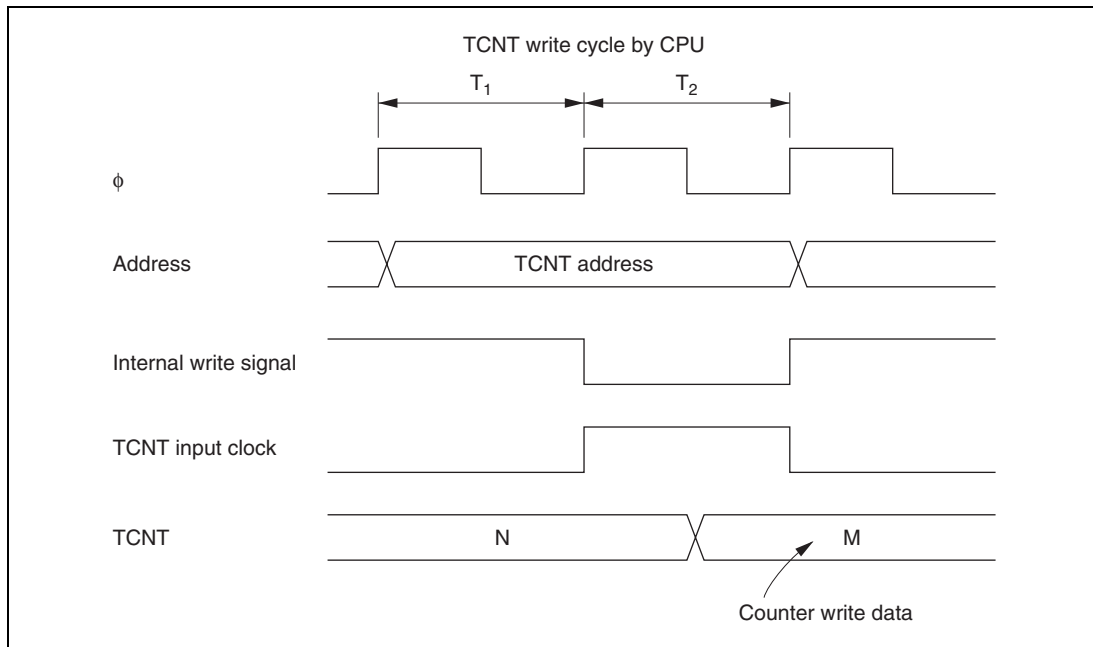 TCNT write cycle by CPU
T1 T2
φ
Address TCNT address
Internal write signal
TCNT input clock
TCNT N M
Counter write data